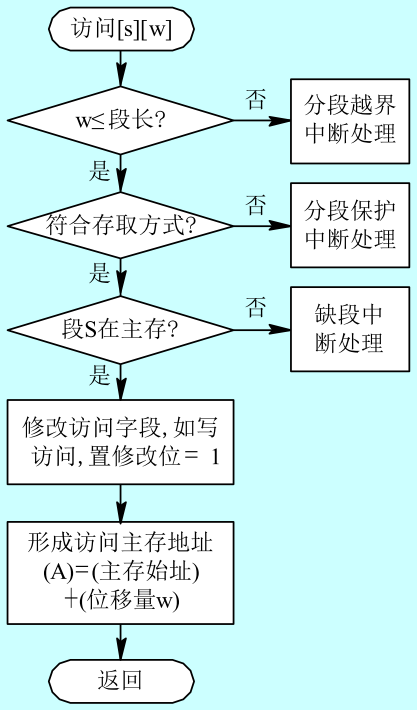 访问[s][w]
w≤段长?
否
分段越界
中断处理
是
符合存取方式?
否
分段保护
中断处理
是
段S在主存?
否
缺段中
断处理
是
修改访问字段,如写
访问,置修改位= 1
形成访问主存地址
(A)=(主存始址)
+(位移量w)
返回